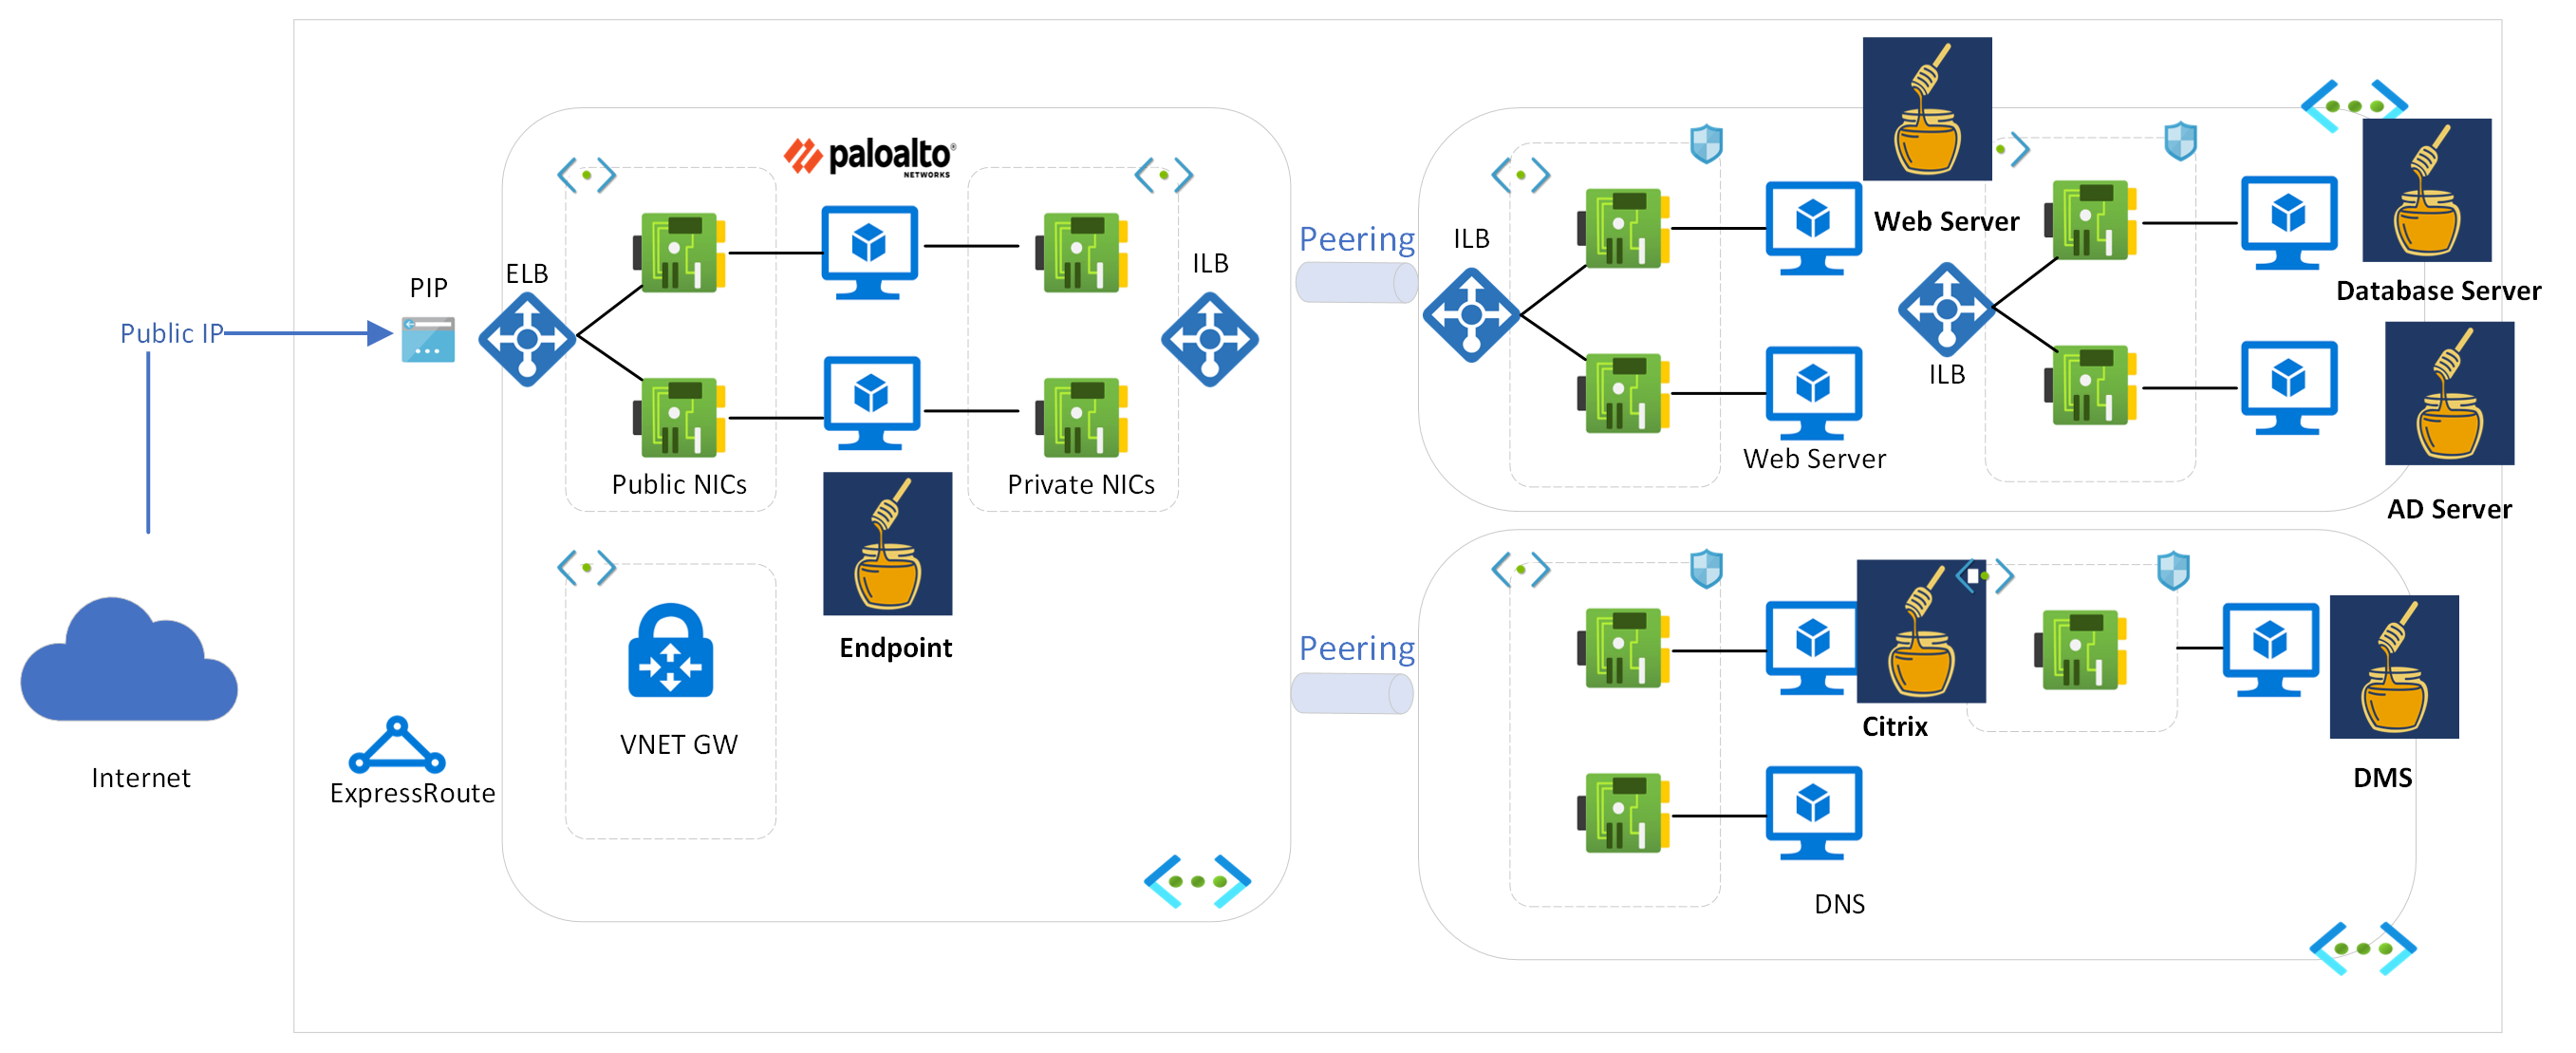 Public IP
Internet
PIP
ELB
paloalto®
NETWORKS
ILB
Public NICs
Private NICs
Endpoint
VNET GW
ExpressRoute
Peering
Peering
ILB
Web Server
Web Server
ILB
Database Server
AD Server
Citrix
DMS
DNS